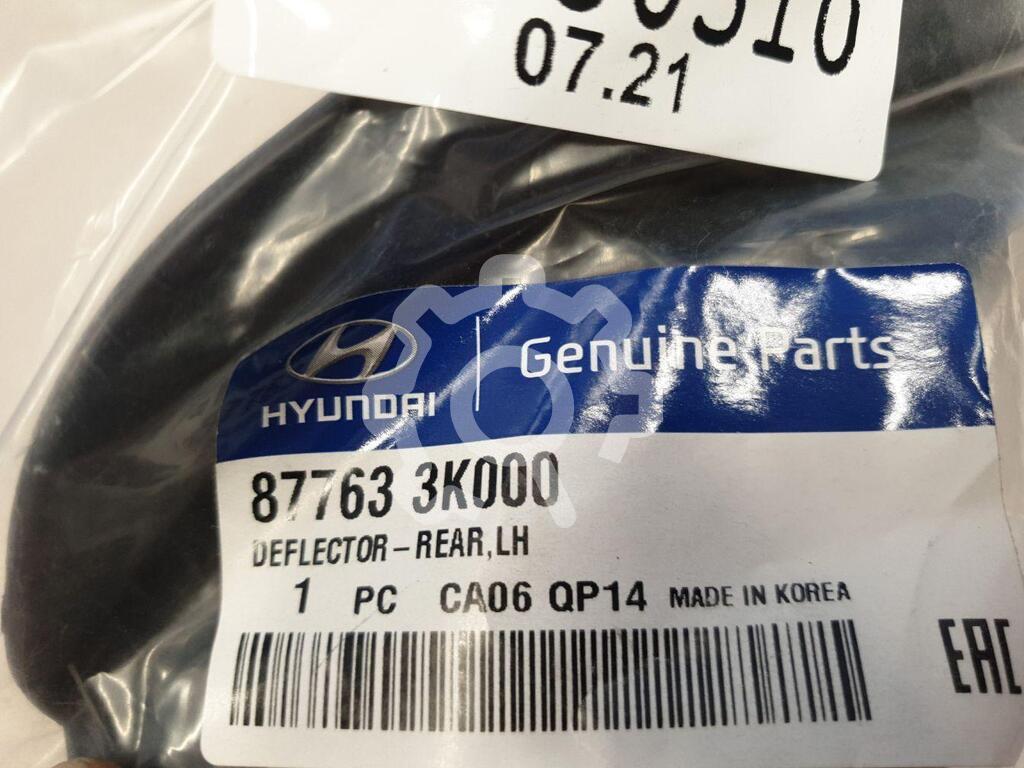 07.21
HYUNDAI
Genuine Parts
87763 3K000
DEFLECTOR-REAR,LH
1 PC CA06 QP14 MADE IN KOREA
EAC